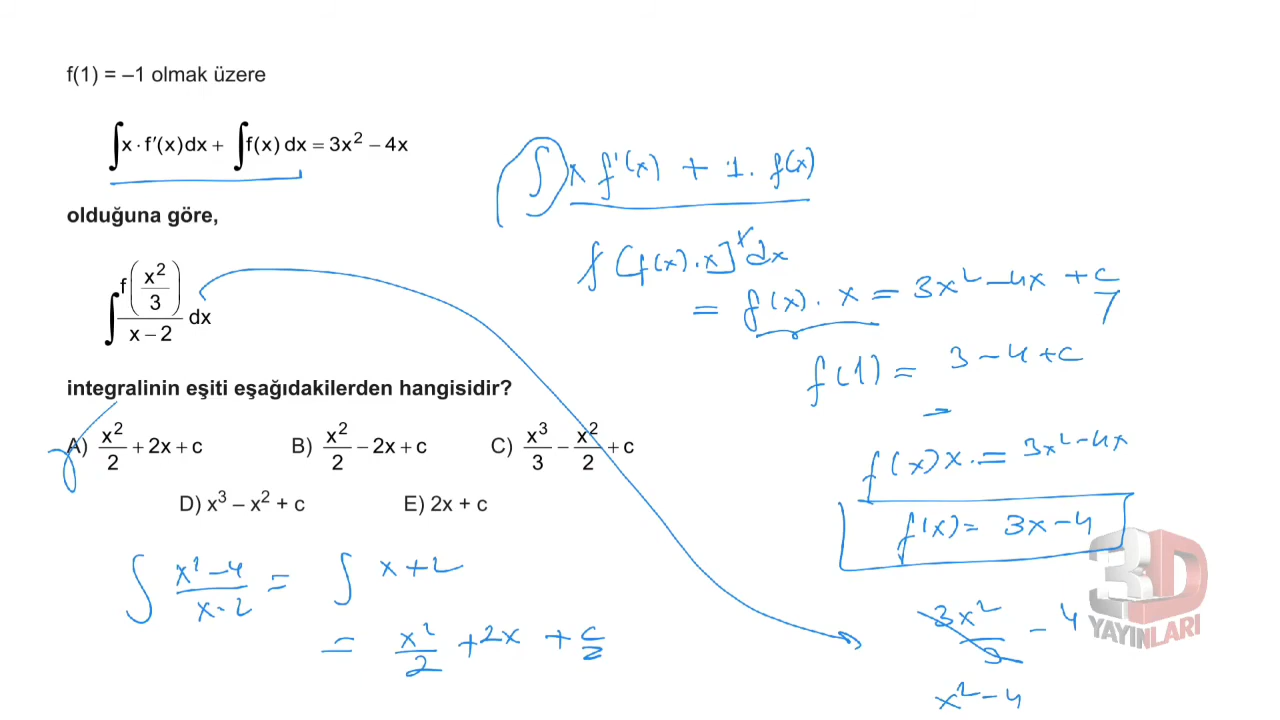 f(1) = –1 olmak üzere
∫x · f'(x)dx + ∫f(x) dx = 3x² – 4x
olduğuna göre,
∫ f(x²/3)/(x – 2) dx
integralinin eşiti eşağıdakilerden hangisidir?
A) x²/2 + 2x + c B) x²/2 – 2x + c C) x³/3 – x²/2 + c
D) x³ – x² + c E) 2x + c
∫ x²–4/x-2 = ∫ x+2
= x²/2 + 2x + c
∫ x f'(x) + 1. f(x)
∫ [f(x).x]' dx
= f(x) . x = 3x² – 4x + c
f(1) = 3 – 4 + c
f(x) x. = 3x² – 4x
f(x) = 3x – 4
3x²/3 – 4
x² – 4
3D
YAYINLARI